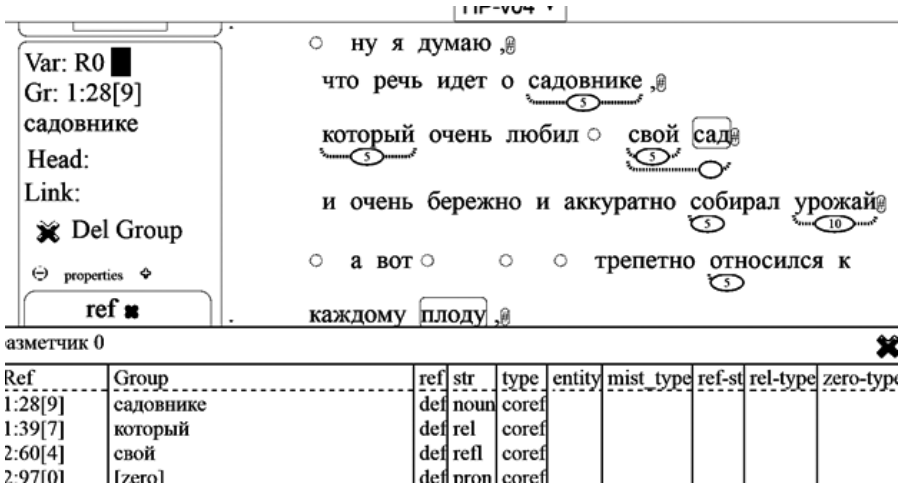 ПР-v04
Var: R0
Gr: 1:28[9]
садовнике
Head:
Link:
Del Group
properties
ref
ну я думаю ,
что речь идет о садовнике ,
5
который очень любил свой сад
5 5
и очень бережно и аккуратно собирал урожай
5 10
а вот трепетно относился к
5
каждому плоду ,
азметчик 0
Ref Group ref str type entity mist_type ref-st rel-type zero-type
1:28[9] садовнике def noun coref
1:39[7] который def rel coref
2:60[4] свой def refl coref
2:97[0] [zero] def pron coref